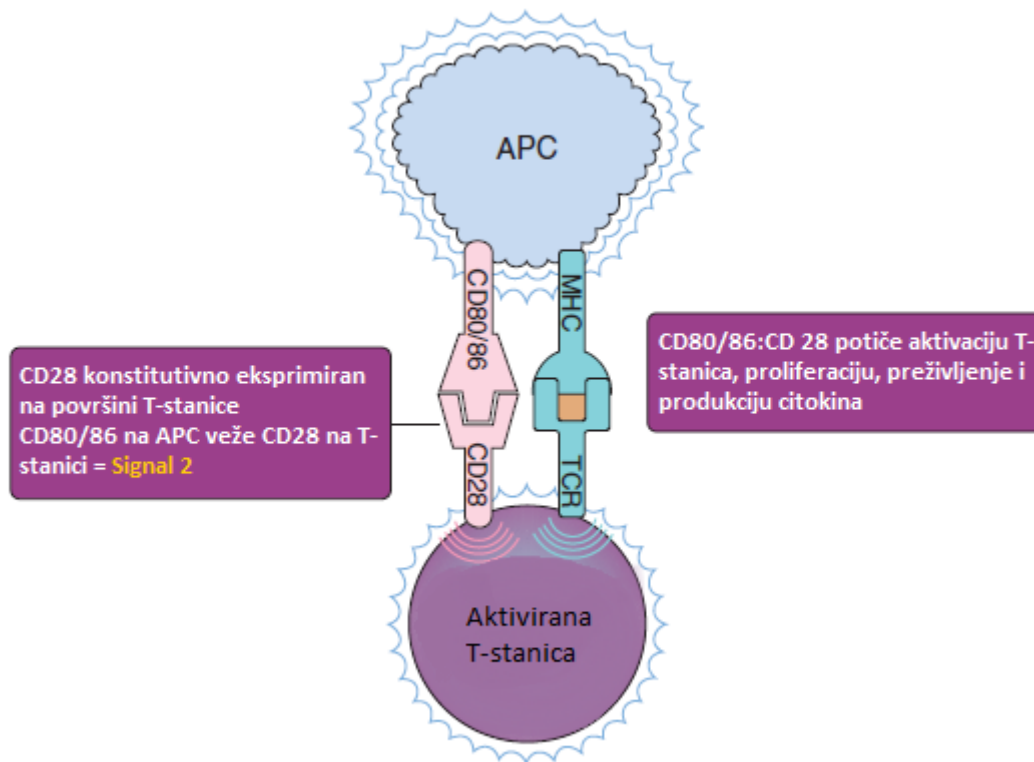 APC
CD80/86
MHC
CD28 konstitutivno eksprimiran
na površini T-stanice
CD80/86 na APC veže CD28 na T-
stanici = Signal 2
CD80/86:CD 28 potiče aktivaciju T-
stanica, proliferaciju, preživljenje i
produkciju citokina
CD28
TCR
Aktivirana
T-stanica